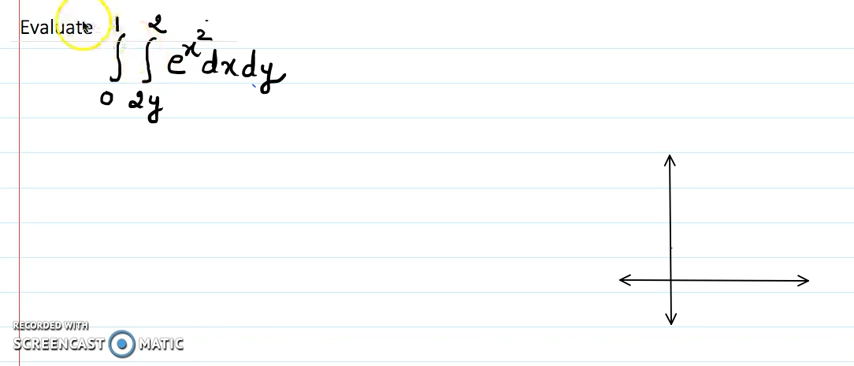 Evaluate ∫₀¹ ∫₂ᵧ² e^(x²) dx dy
RECORDED WITH
SCREENCAST MATIC